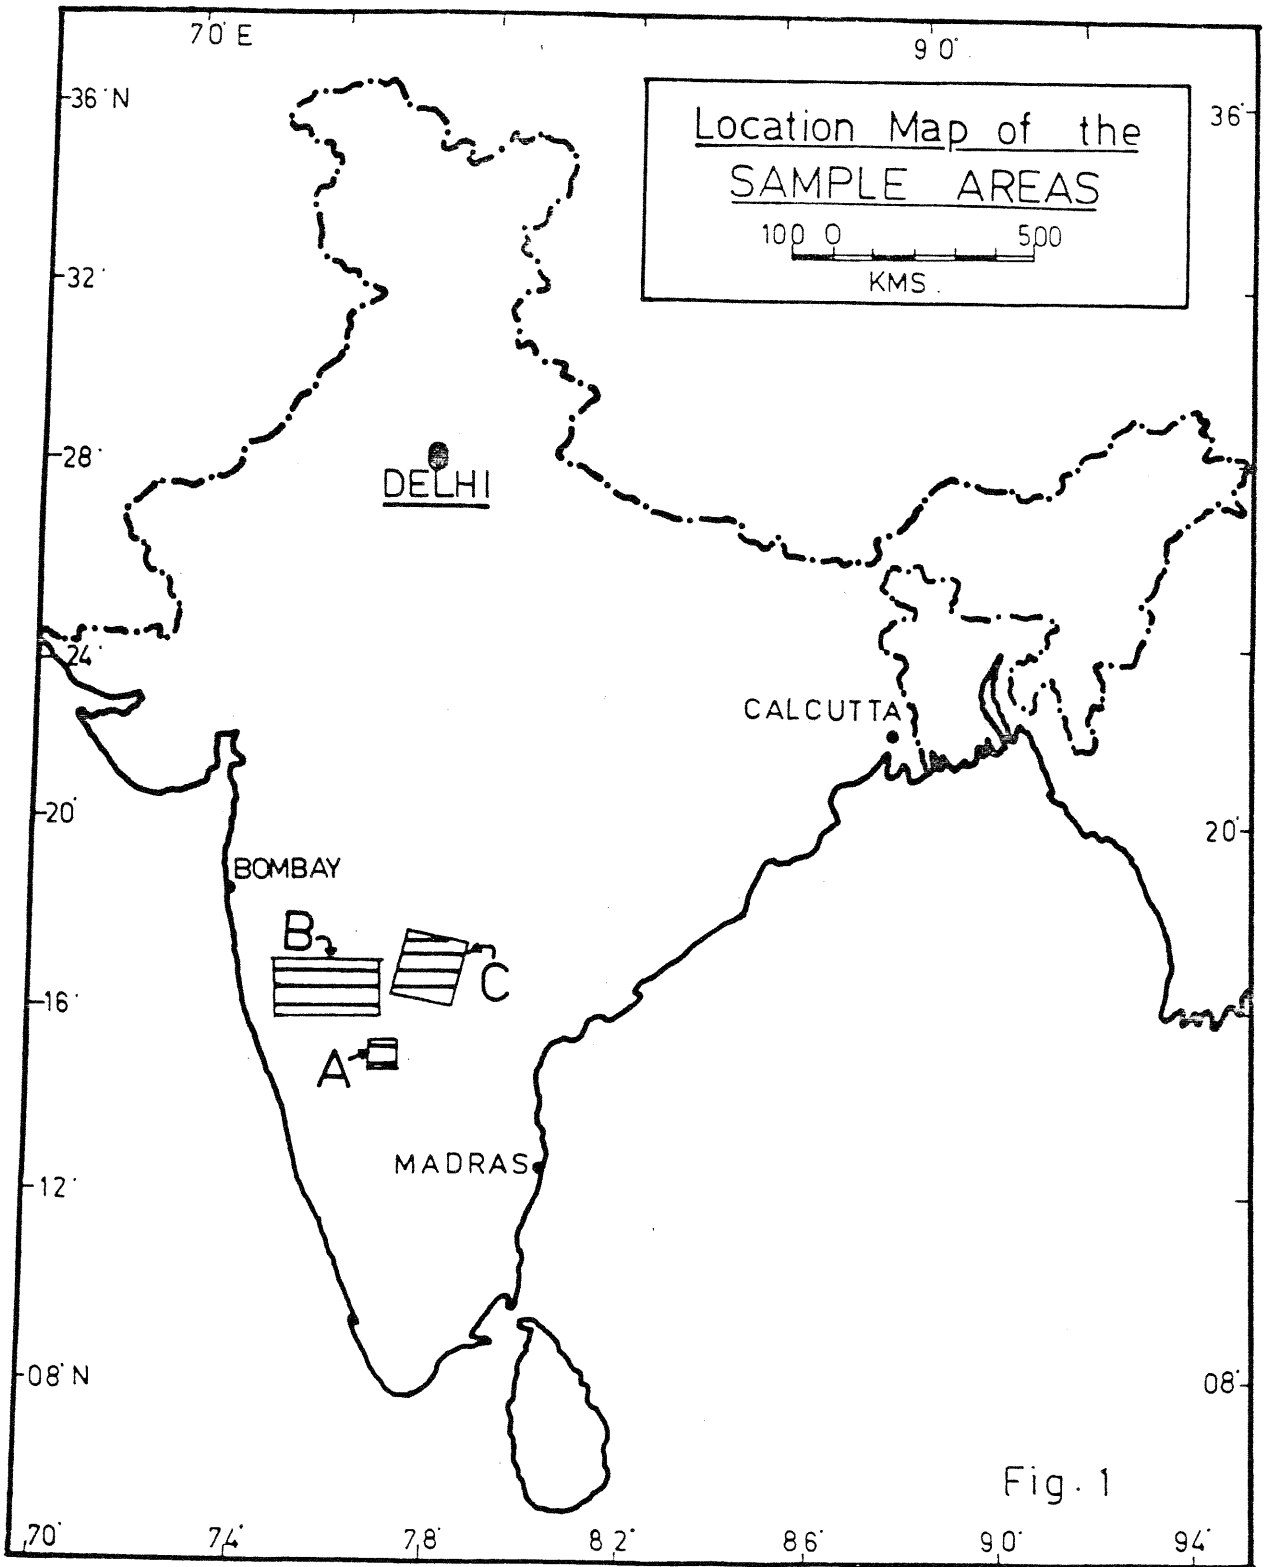 70° E
90°
36° N
36°
Location Map of the
SAMPLE AREAS
100 0 500
KMS.
32°
28°
DELHI
24°
CALCUTTA
20°
20°
BOMBAY
B
C
16°
A
MADRAS
12°
08° N
08°
Fig. 1
70°
74°
78°
82°
86°
90°
94°